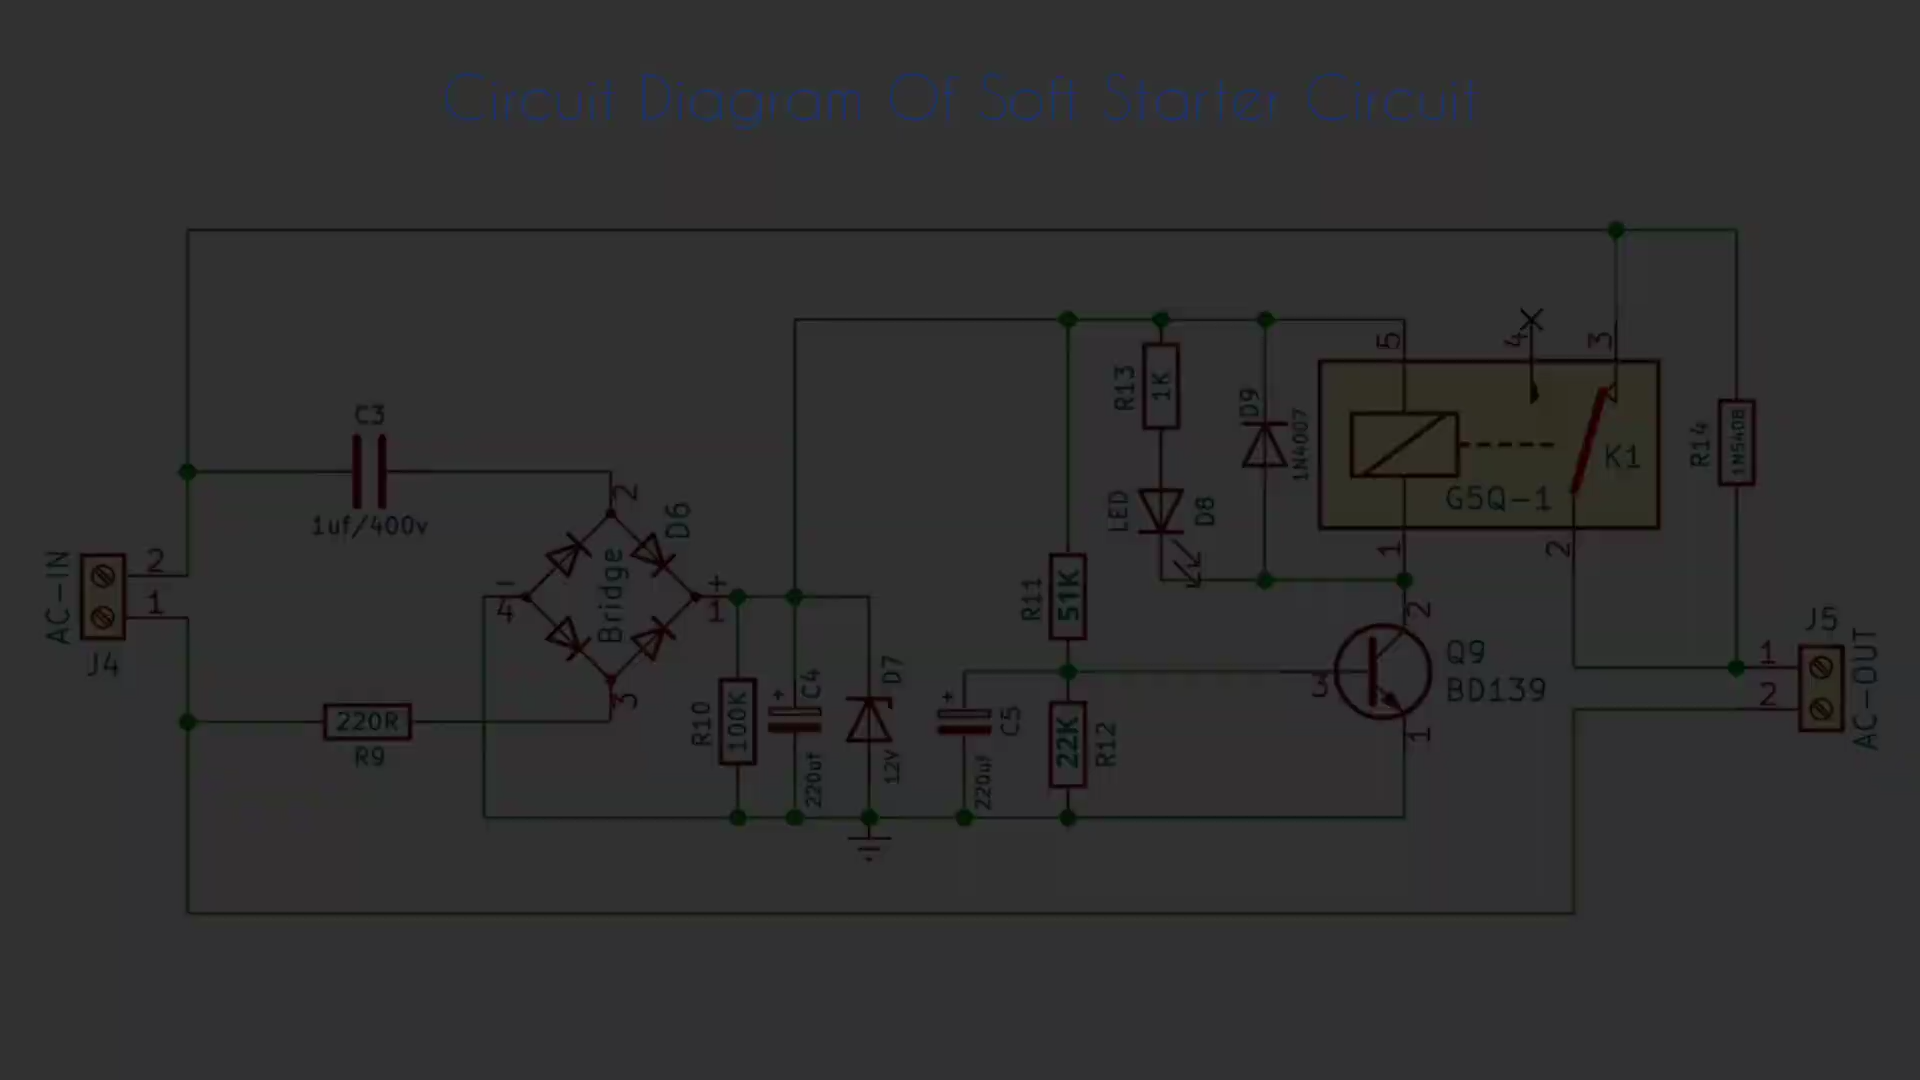 Circuit Diagram Of Soft Starter Circuit
C3
1uf/400v
AC-IN
2
1
J4
220R
R9
2
D6
Bridge
-
4
+
1
3
R10
100K
+
C4
220uf
D7
12V
+
C5
220uf
R11
51K
22K
R12
R13
1K
LED
D8
D9
1N4007
5
4
3
K1
G5Q-1
1
2
2
3
Q9
BD139
1
R14
1N5408
J5
1
2
AC-OUT